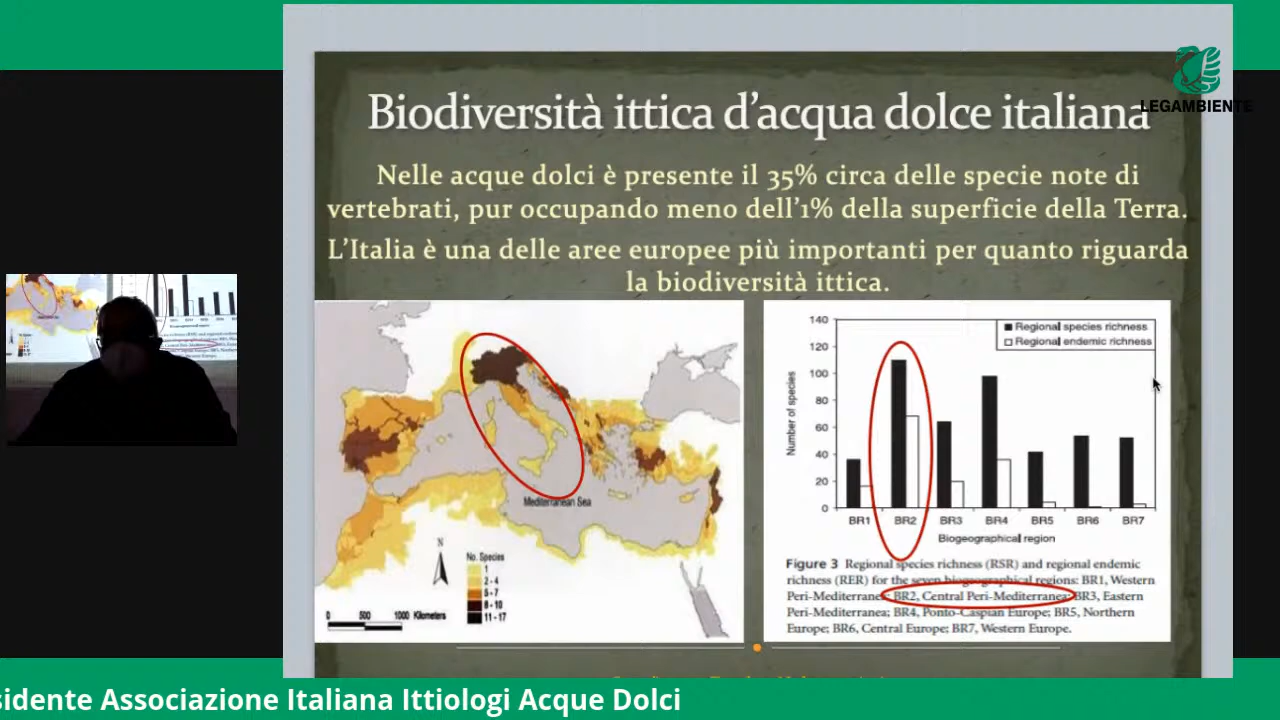 LEGAMBIENTE
Biodiversità ittica d'acqua dolce italiana
Nelle acque dolci è presente il 35% circa delle specie note di
vertebrati, pur occupando meno dell'1% della superficie della Terra.
L'Italia è una delle aree europee più importanti per quanto riguarda
la biodiversità ittica.
Mediterranean Sea
N
No. Species
1
2 - 4
5 - 7
8 - 10
11 - 17
0 500 1000 Kilometers
Regional species richness
Regional endemic richness
Number of species
140
120
100
80
60
40
20
0
BR1 BR2 BR3 BR4 BR5 BR6 BR7
Biogeographical region
Figure 3 Regional species richness (RSR) and regional endemic
richness (RER) for the seven biogeographical regions: BR1, Western
Peri-Mediterranea; BR2, Central Peri-Mediterranea; BR3, Eastern
Peri-Mediterranea; BR4, Ponto-Caspian Europe; BR5, Northern
Europe; BR6, Central Europe; BR7, Western Europe.
sidente Associazione Italiana Ittiologi Acque Dolci